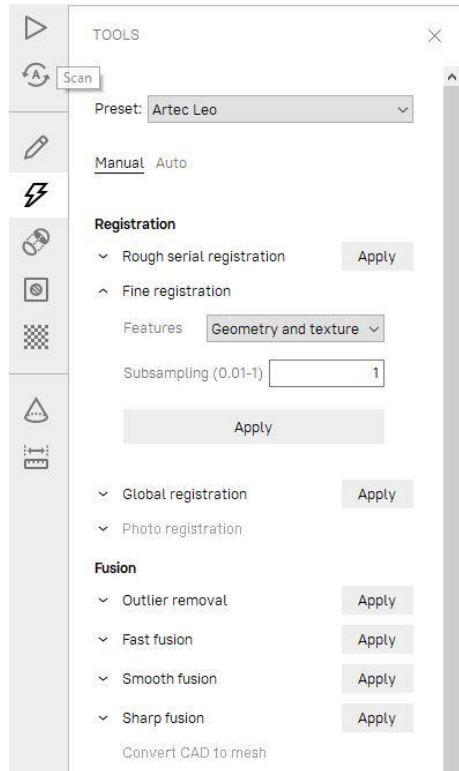 TOOLS
Scan
Preset: Artec Leo
Manual Auto
Registration
Rough serial registration Apply
Fine registration
Features Geometry and texture
Subsampling (0.01-1) 1
Apply
Global registration Apply
Photo registration
Fusion
Outlier removal Apply
Fast fusion Apply
Smooth fusion Apply
Sharp fusion Apply
Convert CAD to mesh